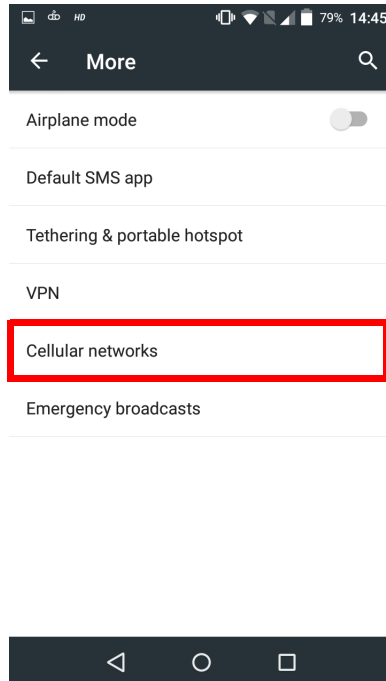 HD 79% 14:45
More
Airplane mode
Default SMS app
Tethering & portable hotspot
VPN
Cellular networks
Emergency broadcasts